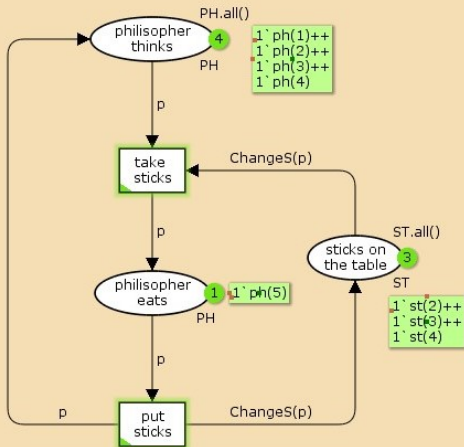 PH.all()
philisopher
thinks
4
PH
1`ph(1)++
1`ph(2)++
1`ph(3)++
1`ph(4)
p
take
sticks
ChangeS(p)
p
ST.all()
sticks on
the table
3
ST
1`st(2)++
1`st(3)++
1`st(4)
philisopher
eats
1
1`ph(5)
PH
p
p
put
sticks
ChangeS(p)